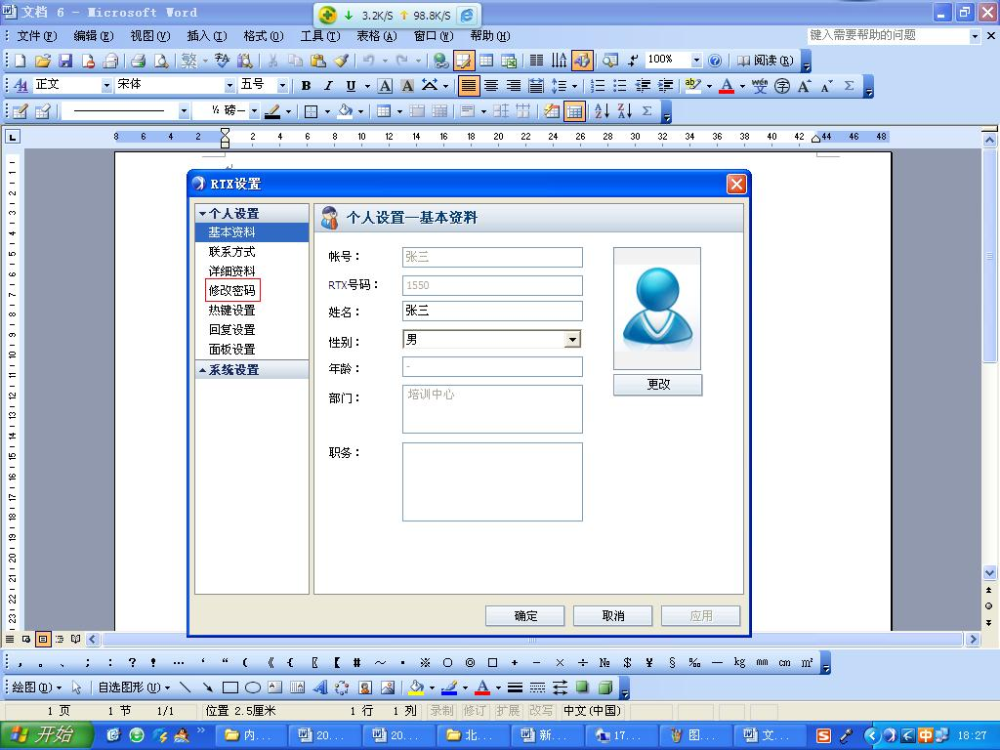 文档 6 - Microsoft Word
3.2K/S 98.8K/S
文件(F) 编辑(E) 视图(V) 插入(I) 格式(O) 工具(T) 表格(A) 窗口(W) 帮助(H) 键入需要帮助的问题
100% 阅读(R)
正文 宋体 五号 B I U A A
½ 磅
8 6 4 2 2 4 6 8 10 12 14 16 18 20 22 24 26 28 30 32 34 36 38 40 42 44 46 48
RTX设置
个人设置
基本资料
联系方式
详细资料
修改密码
热键设置
回复设置
面板设置
系统设置
个人设置—基本资料
帐号： 张三
RTX号码： 1550
姓名： 张三
性别： 男
年龄： -
部门： 培训中心
职务：
更改
确定 取消 应用
， 。 、 ； ： ？ ！ … ‘ “ （ 《 { 〖 【 # ～ · ※ ○ ◎ □ + - × ÷ № $ ¥ § ‰ — kg mm cm m²
绘图(D) 自选图形(U)
1 页 1 节 1/1 位置 2.5厘米 1 行 1 列 录制 修订 扩展 改写 中文(中国)
开始 内... 20... 20... 北... 新... 17... 图... 文... 18:27